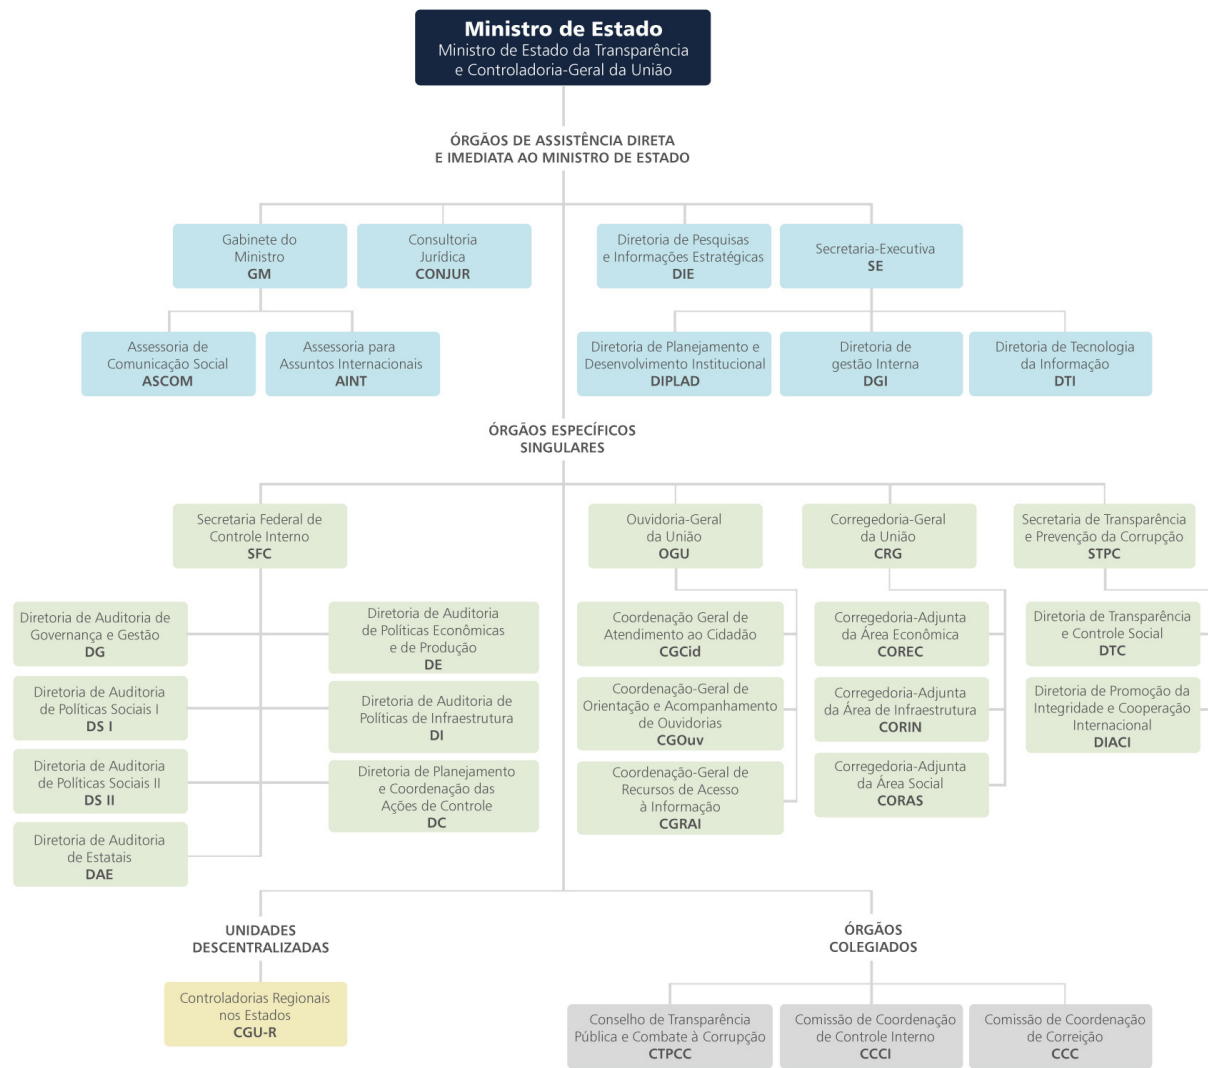 Ministro de Estado
Ministro de Estado da Transparência
e Controladoria-Geral da União
ÓRGÃOS DE ASSISTÊNCIA DIRETA
E IMEDIATA AO MINISTRO DE ESTADO
Gabinete do
Ministro
GM
Consultoria
Jurídica
CONJUR
Diretoria de Pesquisas
e Informações Estratégicas
DIE
Secretaria-Executiva
SE
Assessoria de
Comunicação Social
ASCOM
Assessoria para
Assuntos Internacionais
AINT
Diretoria de Planejamento e
Desenvolvimento Institucional
DIPLAD
Diretoria de
gestão Interna
DGI
Diretoria de Tecnologia
da Informação
DTI
ÓRGÃOS ESPECÍFICOS
SINGULARES
Secretaria Federal de
Controle Interno
SFC
Ouvidoria-Geral
da União
OGU
Corregedoria-Geral
da União
CRG
Secretaria de Transparência
e Prevenção da Corrupção
STPC
Diretoria de Auditoria de
Governança e Gestão
DG
Diretoria de Auditoria
de Políticas Econômicas
e de Produção
DE
Coordenação Geral de
Atendimento ao Cidadão
CGCid
Corregedoria-Adjunta
da Área Econômica
COREC
Diretoria de Transparência
e Controle Social
DTC
Diretoria de Auditoria
de Políticas Sociais I
DS I
Diretoria de Auditoria de
Políticas de Infraestrutura
DI
Coordenação-Geral de
Orientação e Acompanhamento
de Ouvidorias
CGOuv
Corregedoria-Adjunta
da Área de Infraestrutura
CORIN
Diretoria de Promoção da
Integridade e Cooperação
Internacional
DIACI
Diretoria de Auditoria
de Políticas Sociais II
DS II
Diretoria de Planejamento
e Coordenação das
Ações de Controle
DC
Coordenação-Geral de
Recursos de Acesso
à Informação
CGRAI
Corregedoria-Adjunta
da Área Social
CORAS
Diretoria de Auditoria
de Estatais
DAE
UNIDADES
DESCENTRALIZADAS
ÓRGÃOS
COLEGIADOS
Controladorias Regionais
nos Estados
CGU-R
Conselho de Transparência
Pública e Combate à Corrupção
CTPCC
Comissão de Coordenação
de Controle Interno
CCCI
Comissão de Coordenação
de Correição
CCC